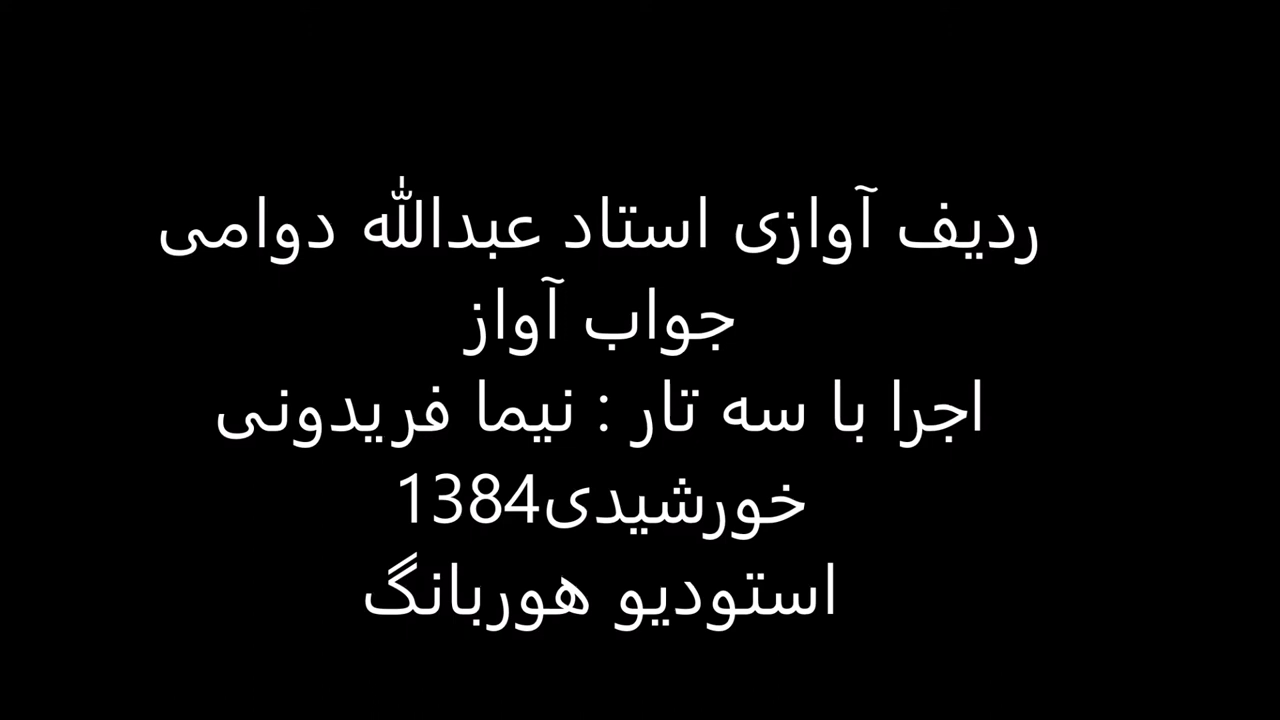 ردیف آوازی استاد عبدالله دوامی
جواب آواز
اجرا با سه تار : نیما فریدونی
خورشیدی1384
استودیو هوربانگ